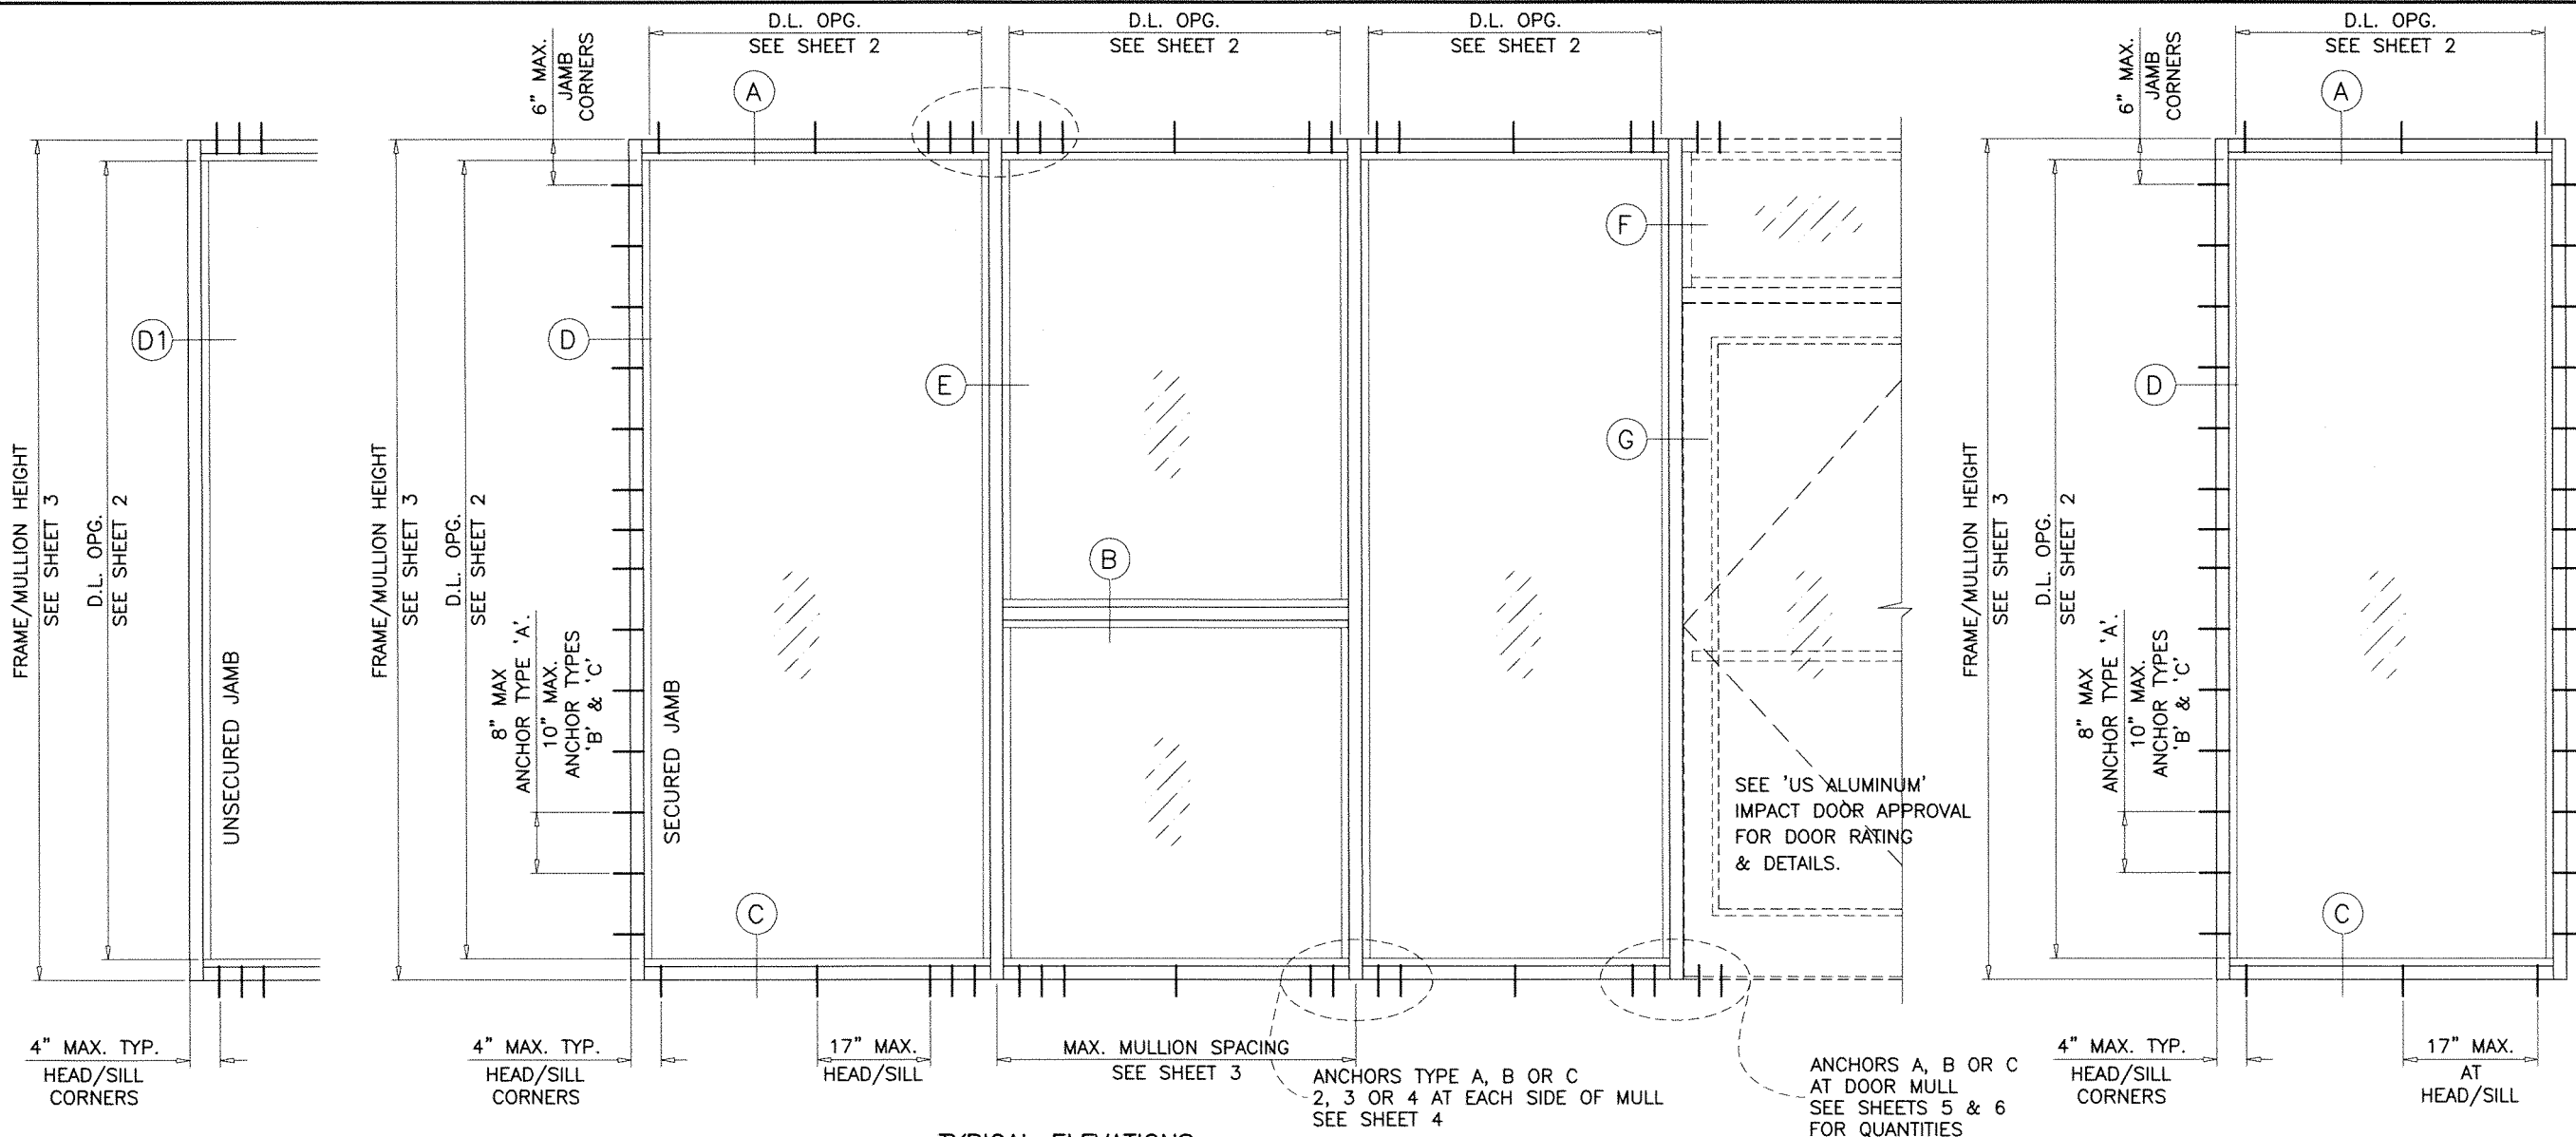 D.L. OPG.
SEE SHEET 2
D.L. OPG.
SEE SHEET 2
D.L. OPG.
SEE SHEET 2
D.L. OPG.
SEE SHEET 2
6" MAX.
JAMB
CORNERS
6" MAX.
JAMB
CORNERS
A
A
F
D1
D
E
D
G
B
C
C
FRAME/MULLION HEIGHT
SEE SHEET 3
D.L. OPG.
SEE SHEET 2
UNSECURED JAMB
FRAME/MULLION HEIGHT
SEE SHEET 3
D.L. OPG.
SEE SHEET 2
8" MAX
ANCHOR TYPE 'A'.
10" MAX.
ANCHOR TYPES
'B' & 'C'
SECURED JAMB
SEE 'US ALUMINUM'
IMPACT DOOR APPROVAL
FOR DOOR RATING
& DETAILS.
FRAME/MULLION HEIGHT
SEE SHEET 3
D.L. OPG.
SEE SHEET 2
8" MAX
ANCHOR TYPE 'A'.
10" MAX.
ANCHOR TYPES
'B' & 'C'
4" MAX. TYP.
HEAD/SILL
CORNERS
4" MAX. TYP.
HEAD/SILL
CORNERS
17" MAX.
HEAD/SILL
MAX. MULLION SPACING
SEE SHEET 3
ANCHORS TYPE A, B OR C
2, 3 OR 4 AT EACH SIDE OF MULL
SEE SHEET 4
ANCHORS A, B OR C
AT DOOR MULL
SEE SHEETS 5 & 6
FOR QUANTITIES
4" MAX. TYP.
HEAD/SILL
CORNERS
17" MAX.
AT
HEAD/SILL
TYPICAL ELEVATIONS